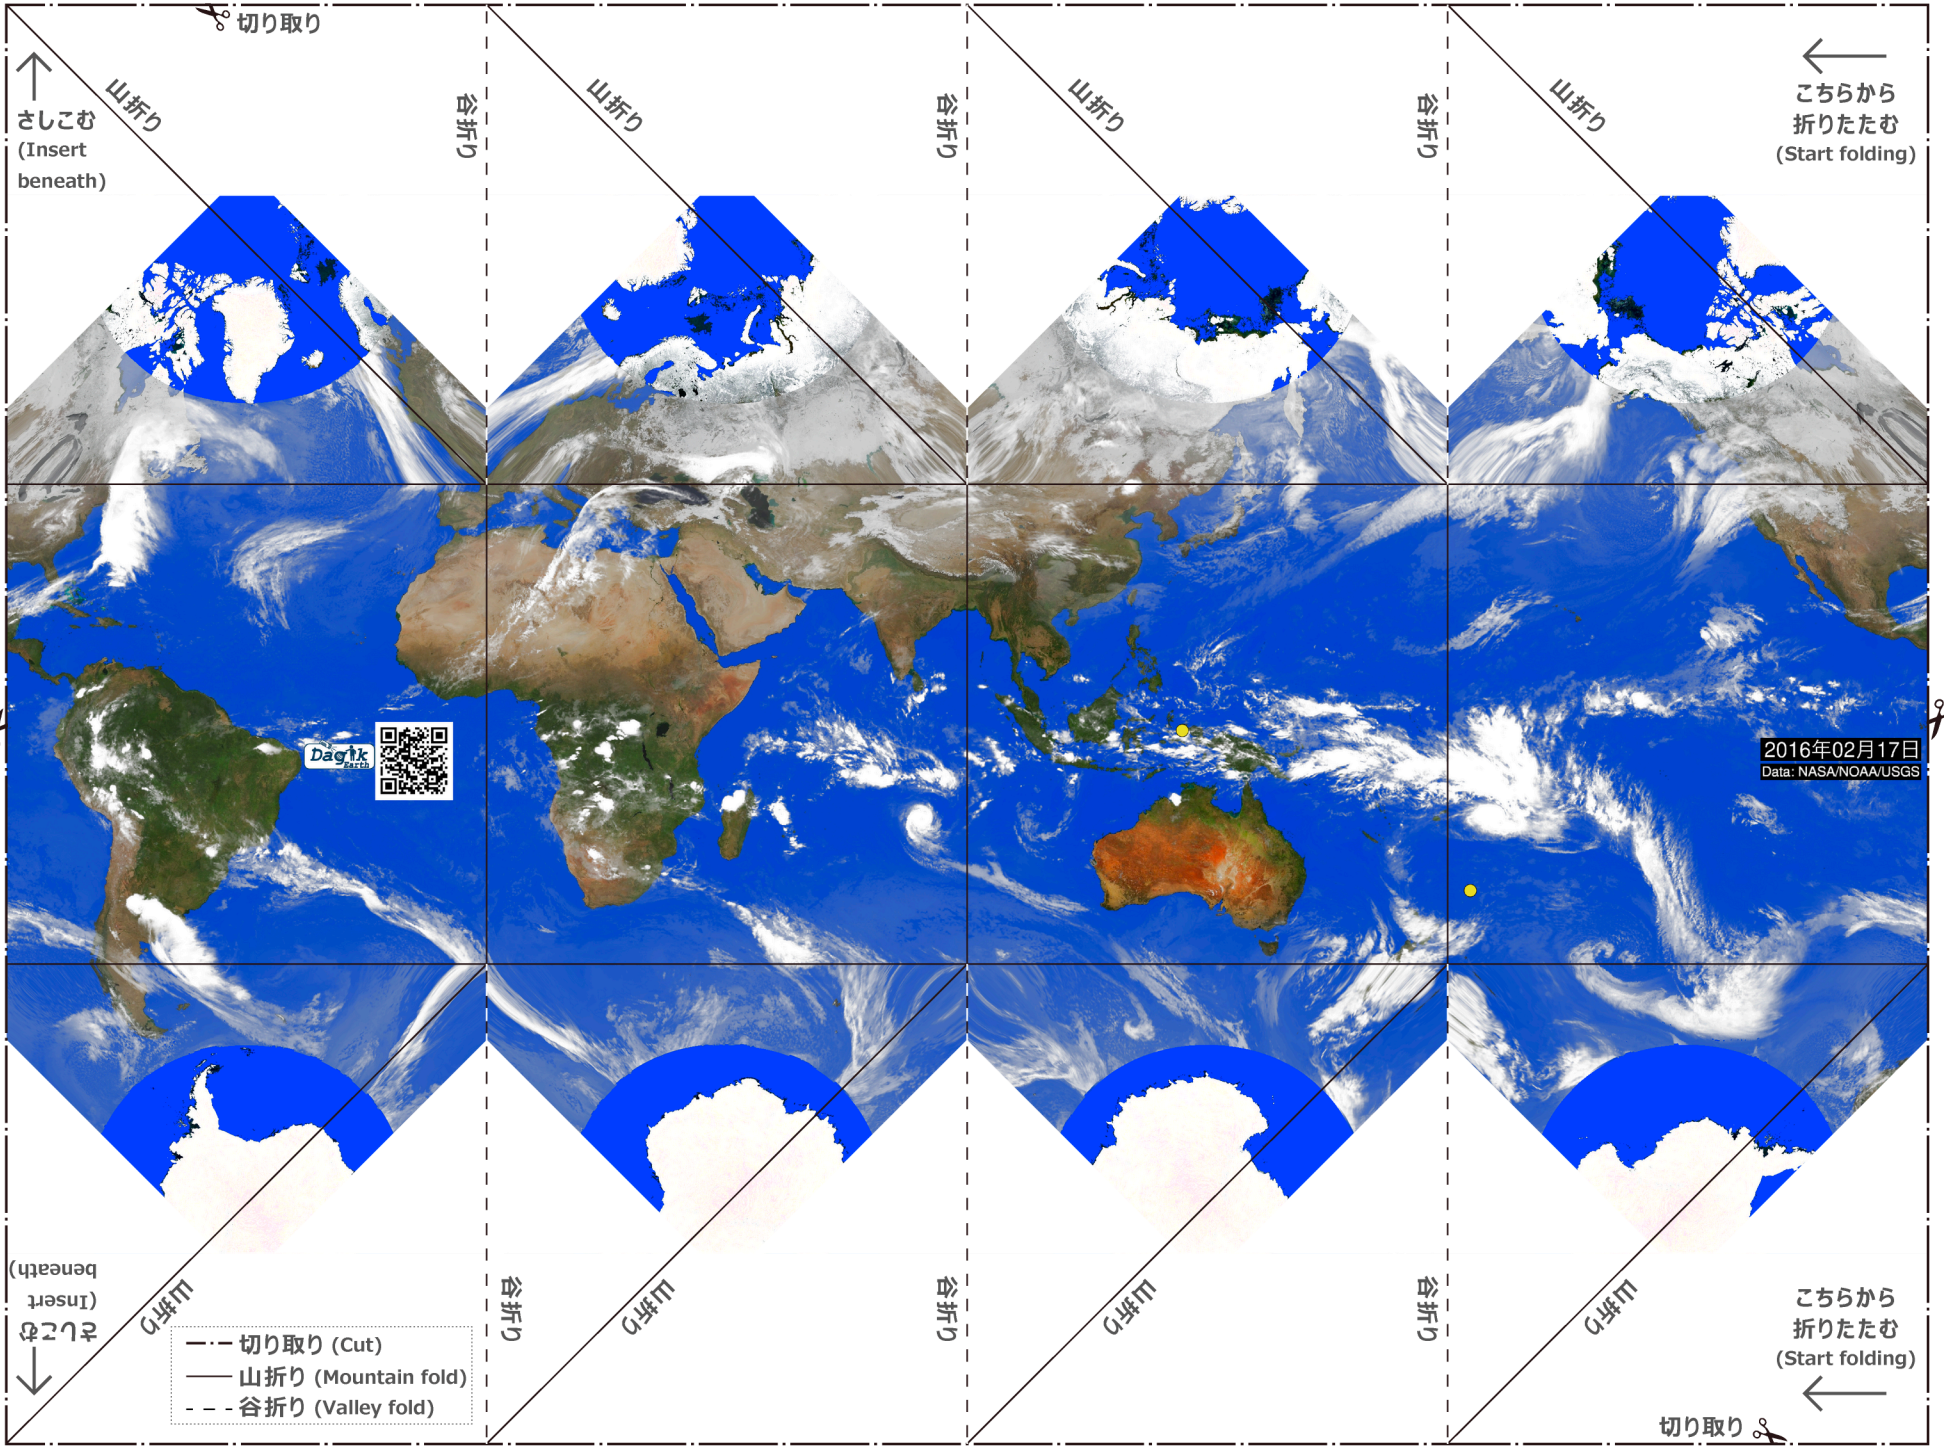 切り取り
山折り
谷折り
山折り
谷折り
山折り
谷折り
山折り
こちらから
折りたたむ
(Start folding)
さしこむ
(Insert
beneath)
Dagik
Earth
2016年02月17日
Data: NASA/NOAA/USGS
さしこむ
(Insert
beneath)
山折り
谷折り
山折り
谷折り
山折り
谷折り
山折り
こちらから
折りたたむ
(Start folding)
切り取り (Cut)
山折り (Mountain fold)
谷折り (Valley fold)
切り取り